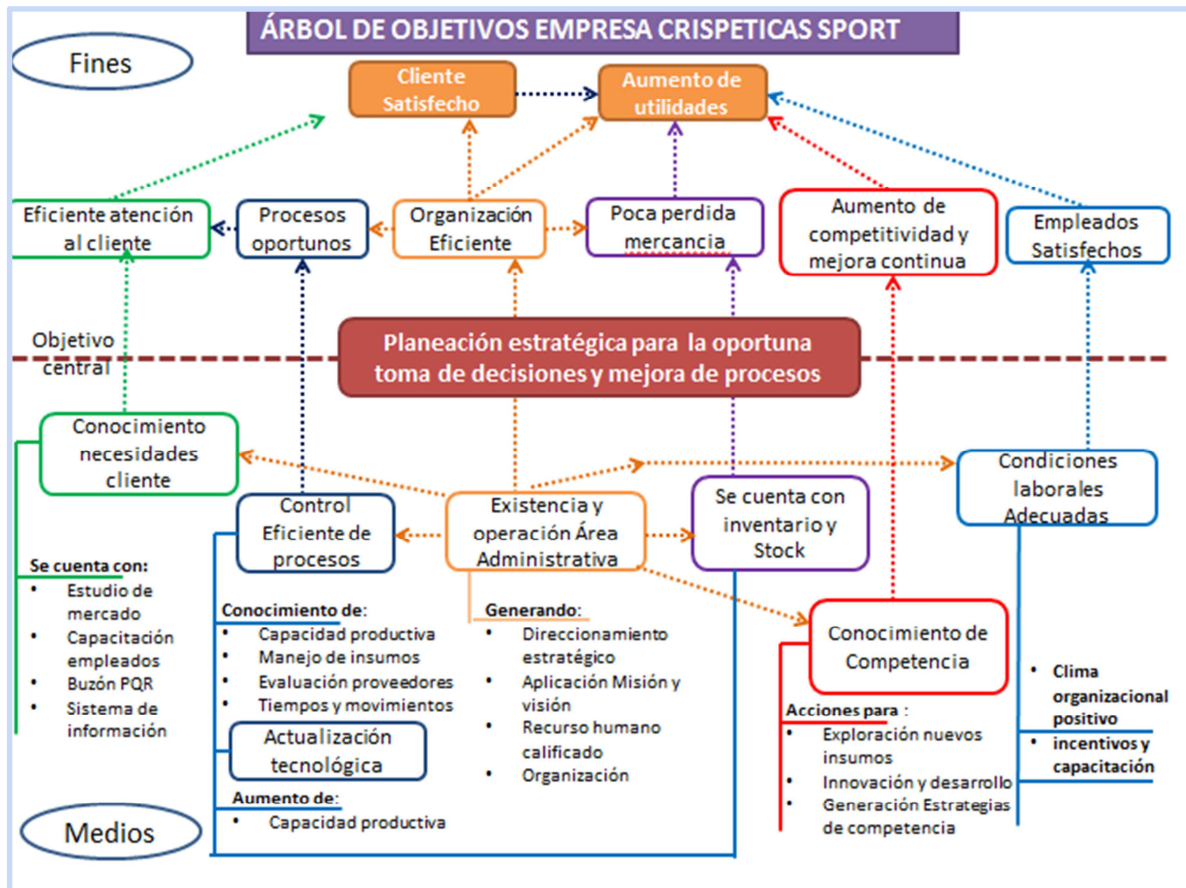 ÁRBOL DE OBJETIVOS EMPRESA CRISPETICAS SPORT
Fines
Cliente
Satisfecho
Aumento de
utilidades
Eficiente atención
al cliente
Procesos
oportunos
Organización
Eficiente
Poca perdida
mercancia
Aumento de
competitividad y
mejora continua
Empleados
Satisfechos
Objetivo
central
Planeación estratégica para la oportuna
toma de decisiones y mejora de procesos
Conocimiento
necesidades
cliente
Control
Eficiente de
procesos
Existencia y
operación Área
Administrativa
Se cuenta con
inventario y
Stock
Condiciones
laborales
Adecuadas
Se cuenta con:
• Estudio de
mercado
• Capacitación
empleados
• Buzón PQR
• Sistema de
información
Conocimiento de:
• Capacidad productiva
• Manejo de insumos
• Evaluación proveedores
• Tiempos y movimientos
Actualización
tecnológica
Aumento de:
• Capacidad productiva
Generando:
• Direccionamiento
estratégico
• Aplicación Misión y
visión
• Recurso humano
calificado
• Organización
Conocimiento de
Competencia
Acciones para :
• Exploración nuevos
insumos
• Innovación y desarrollo
• Generación Estrategias
de competencia
• Clima
organizacional
positivo
• incentivos y
capacitación
Medios